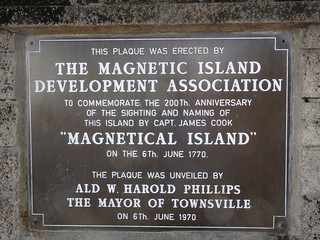 THIS PLAQUE WAS ERECTED BY
THE MAGNETIC ISLAND
DEVELOPMENT ASSOCIATION
TO COMMEMORATE THE 200TH. ANNIVERSARY
OF THE SIGHTING AND NAMING OF
THIS ISLAND BY CAPT. JAMES COOK
"MAGNETICAL ISLAND"
ON THE 6TH. JUNE 1770.
THE PLAQUE WAS UNVEILED BY
ALD W. HAROLD PHILLIPS
THE MAYOR OF TOWNSVILLE
ON 6TH. JUNE 1970